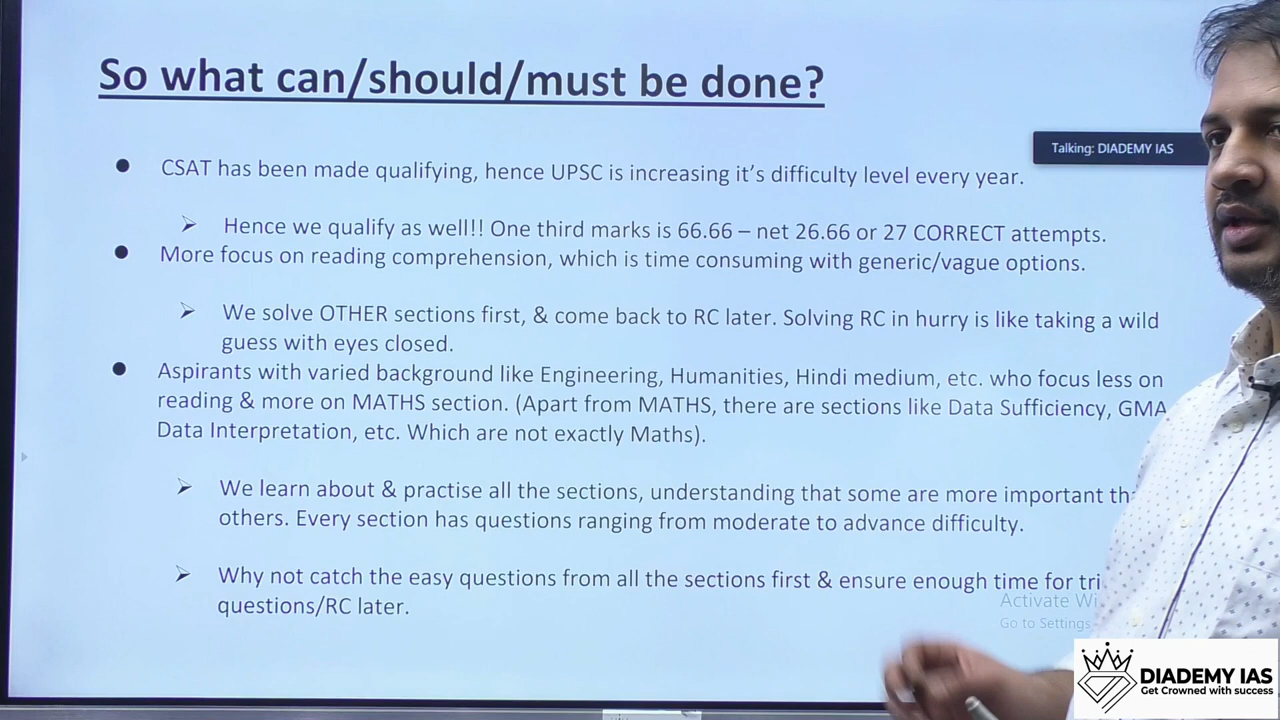 So what can/should/must be done?
Talking: DIADEMY IAS
● CSAT has been made qualifying, hence UPSC is increasing it's difficulty level every year.
➢ Hence we qualify as well!! One third marks is 66.66 – net 26.66 or 27 CORRECT attempts.
● More focus on reading comprehension, which is time consuming with generic/vague options.
➢ We solve OTHER sections first, & come back to RC later. Solving RC in hurry is like taking a wild
guess with eyes closed.
● Aspirants with varied background like Engineering, Humanities, Hindi medium, etc. who focus less on
reading & more on MATHS section. (Apart from MATHS, there are sections like Data Sufficiency, GMA
Data Interpretation, etc. Which are not exactly Maths).
➢ We learn about & practise all the sections, understanding that some are more important th
others. Every section has questions ranging from moderate to advance difficulty.
➢ Why not catch the easy questions from all the sections first & ensure enough time for tri
questions/RC later.
Activate Wi
Go to Settings
DIADEMY IAS
Get Crowned with success